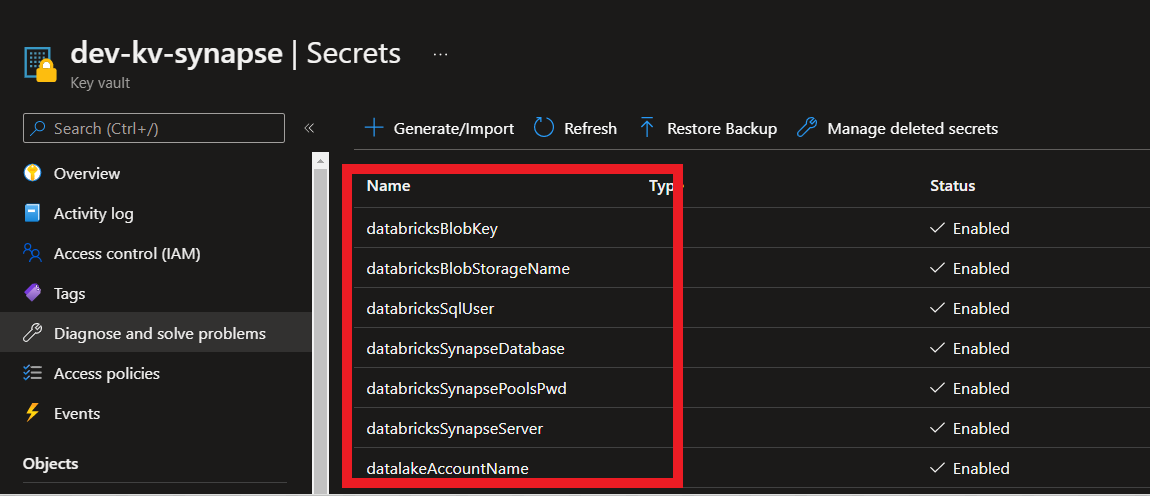 dev-kv-synapse | Secrets ...
Key vault
Search (Ctrl+/) «
Overview
Activity log
Access control (IAM)
Tags
Diagnose and solve problems
Access policies
Events
Objects
Generate/Import Refresh Restore Backup Manage deleted secrets
Name Type Status
databricksBlobKey Enabled
databricksBlobStorageName Enabled
databricksSqlUser Enabled
databricksSynapseDatabase Enabled
databricksSynapsePoolsPwd Enabled
databricksSynapseServer Enabled
datalakeAccountName Enabled